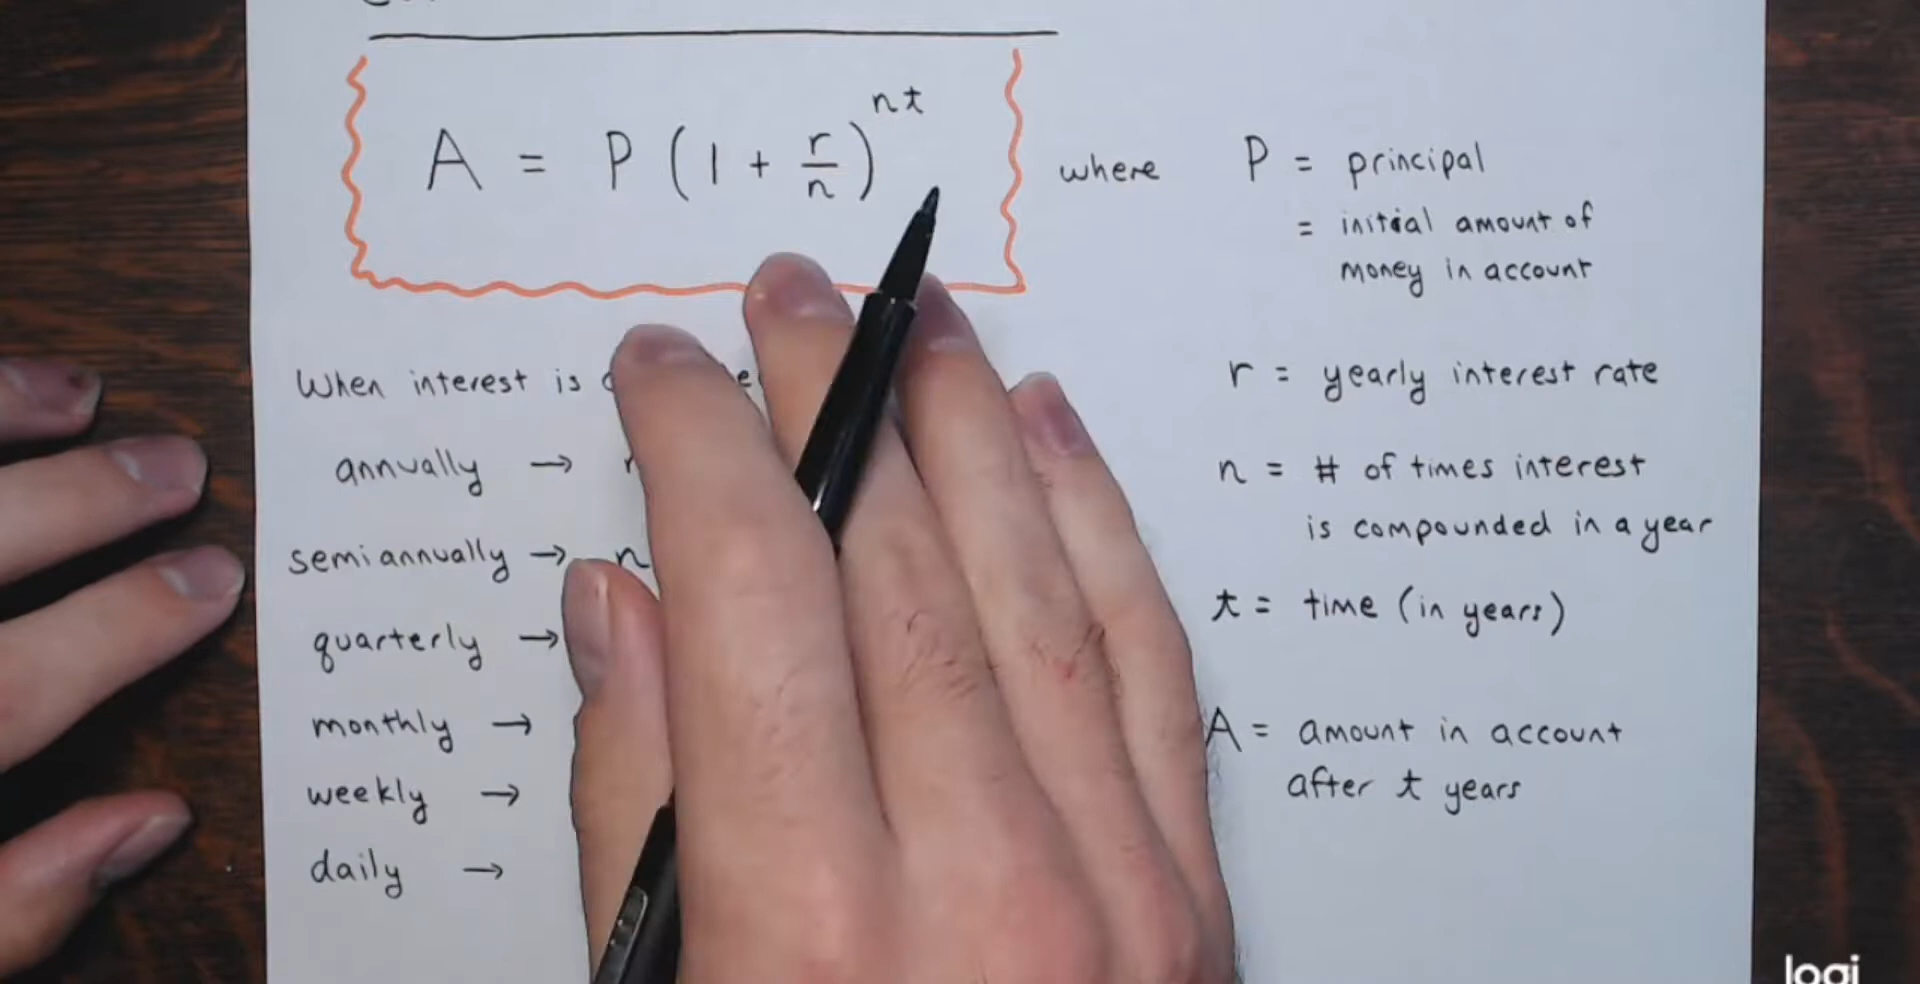 A = P (1 + r/n)^nt
where
P = principal
= initial amount of
money in account
r = yearly interest rate
n = # of times interest
is compounded in a year
t = time (in years)
A = amount in account
after t years
When interest is
annually →
semiannually → n
quarterly →
monthly →
weekly →
daily →
logi